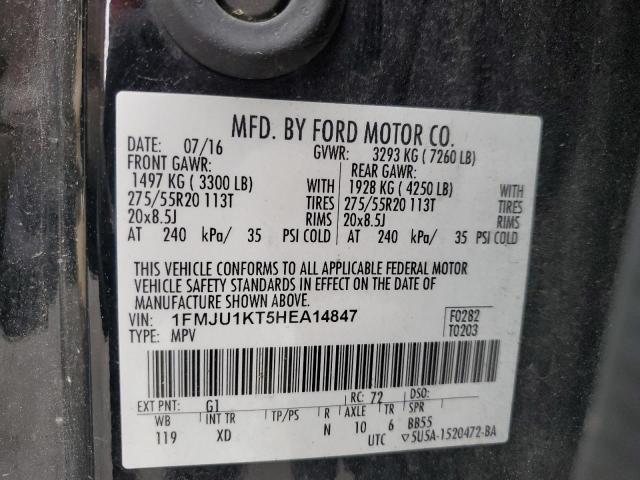 MFD. BY FORD MOTOR CO.
DATE: 07/16 GVWR: 3293 KG ( 7260 LB)
FRONT GAWR: REAR GAWR:
1497 KG ( 3300 LB) WITH 1928 KG ( 4250 LB) WITH
275/55R20 113T TIRES 275/55R20 113T TIRES
20x8.5J RIMS 20x8.5J RIMS
AT 240 kPa/ 35 PSI COLD AT 240 kPa/ 35 PSI COLD
THIS VEHICLE CONFORMS TO ALL APPLICABLE FEDERAL MOTOR
VEHICLE SAFETY STANDARDS IN EFFECT ON THE DATE OF
MANUFACTURE SHOWN ABOVE.
VIN: 1FMJU1KT5HEA14847 F0282
TYPE: MPV T0203
EXT PNT: G1 RC: 72 DSO:
WB INT TR TP/PS R AXLE TR SPR
119 XD N 10 6 BB55
UTC ▽5U5A-1520472-BA